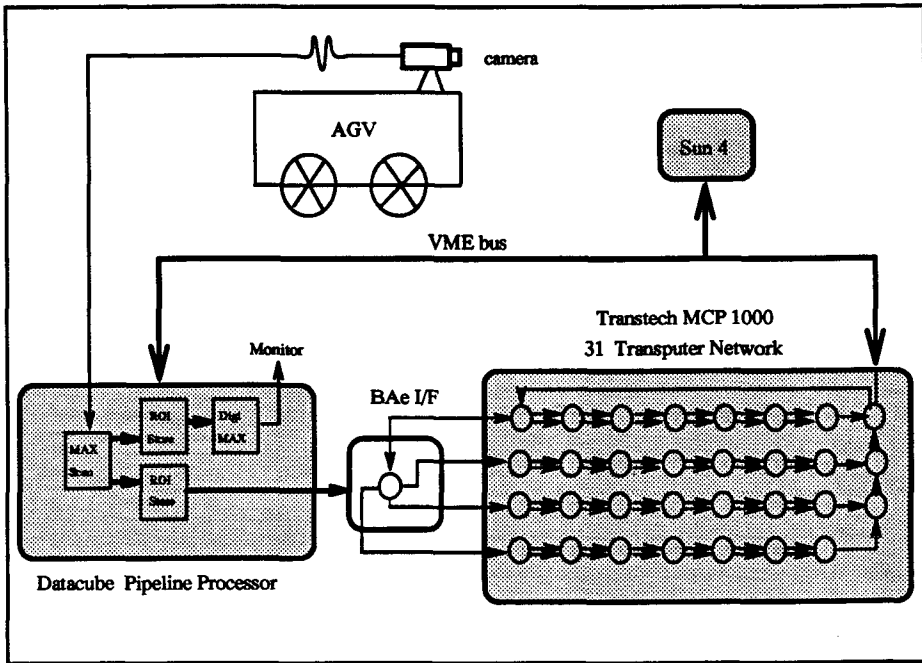 camera
AGV
Sun 4
VME bus
Transtech MCP 1000
31 Transputer Network
Monitor
BAe I/F
ROI
Store
Digi
MAX
MAX
Scan
ROI
Store
Datacube Pipeline Processor